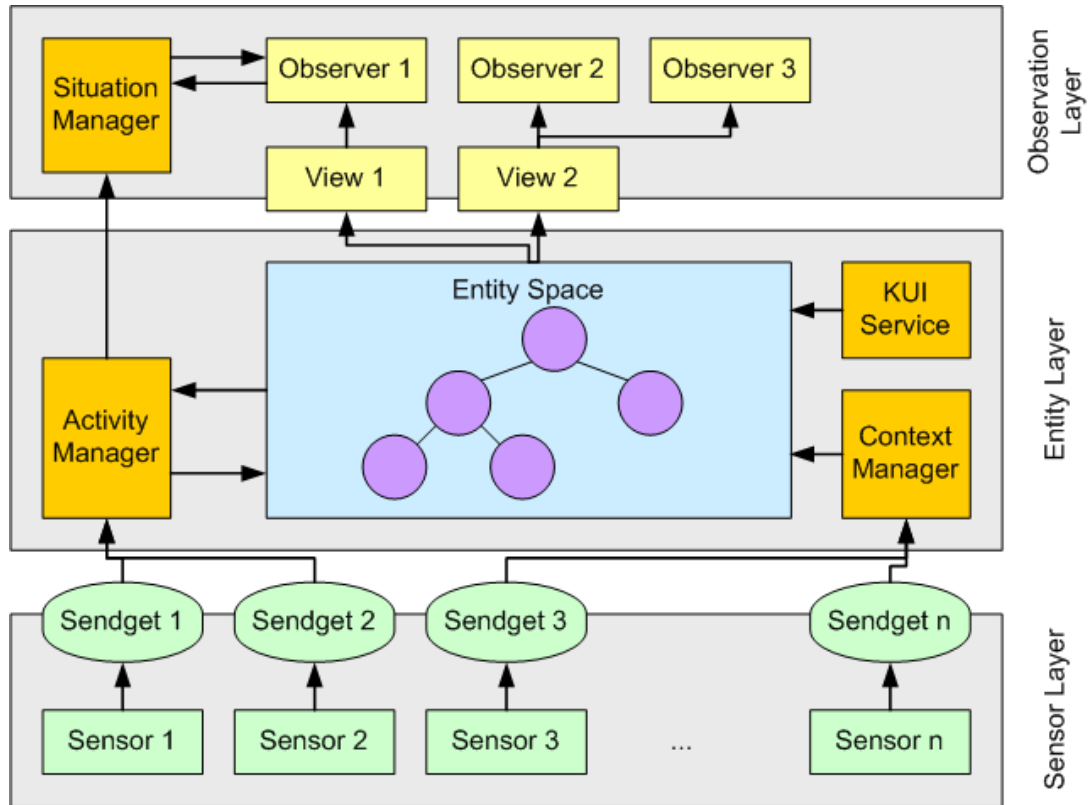 Situation
Manager
Observer 1
Observer 2
Observer 3
View 1
View 2
Observation
Layer
Entity Space
KUI
Service
Activity
Manager
Context
Manager
Entity Layer
Sendget 1
Sendget 2
Sendget 3
Sendget n
Sensor 1
Sensor 2
Sensor 3
...
Sensor n
Sensor Layer